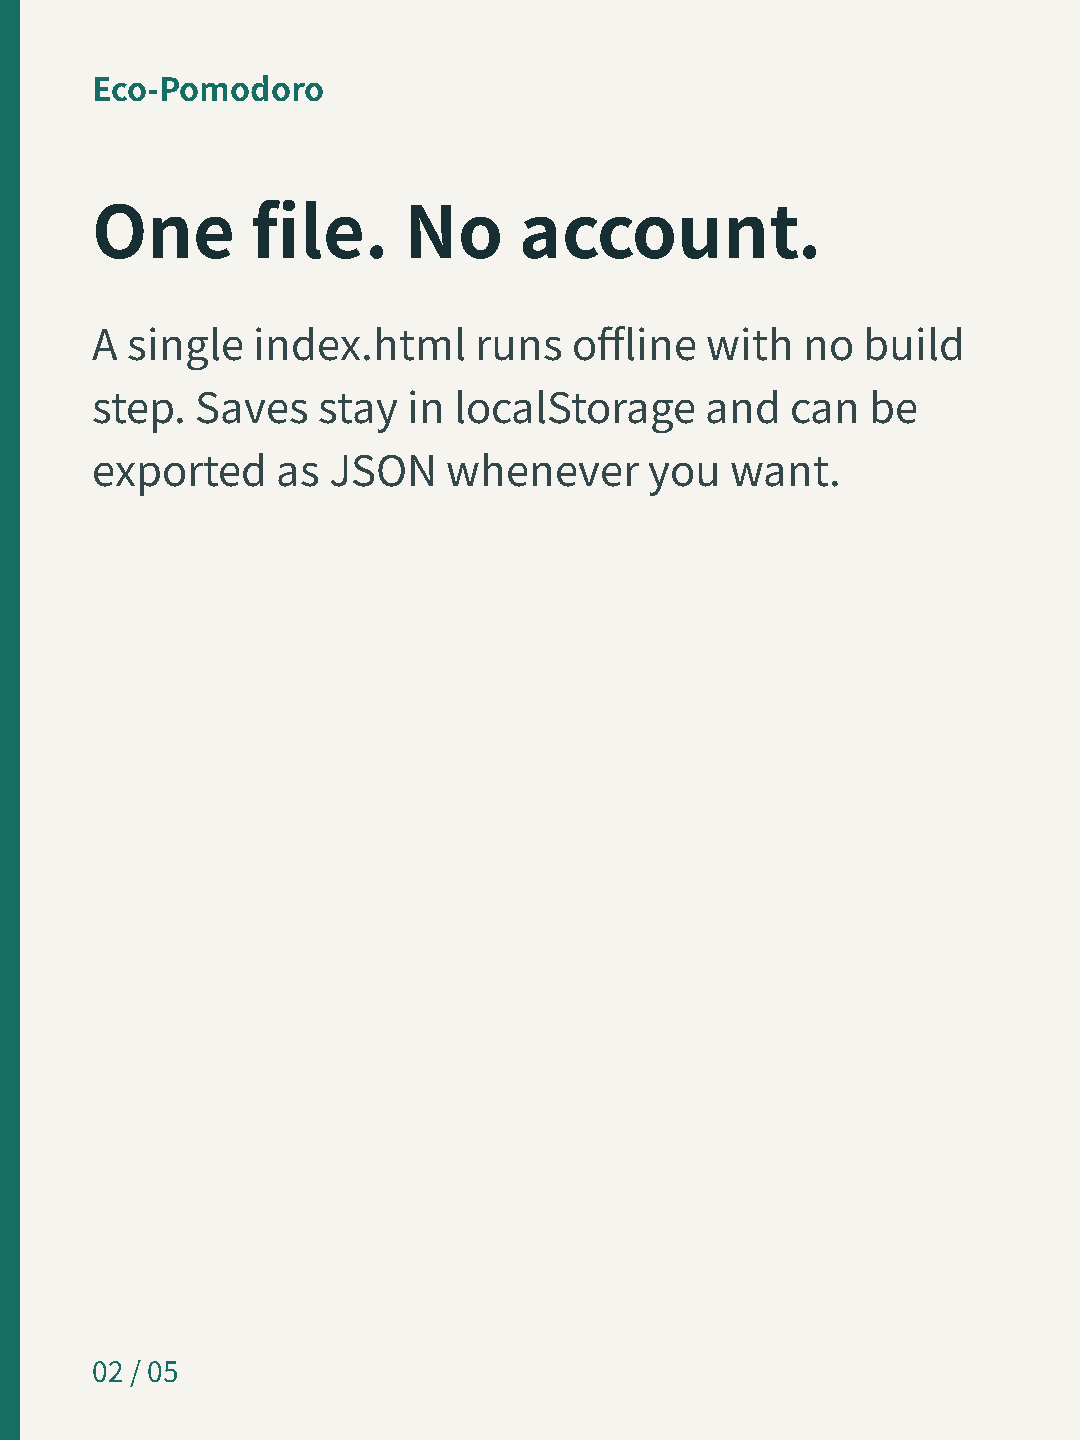 Eco-Pomodoro
One file. No account.
A single index.html runs offline with no build
step. Saves stay in localStorage and can be
exported as JSON whenever you want.
02 / 05